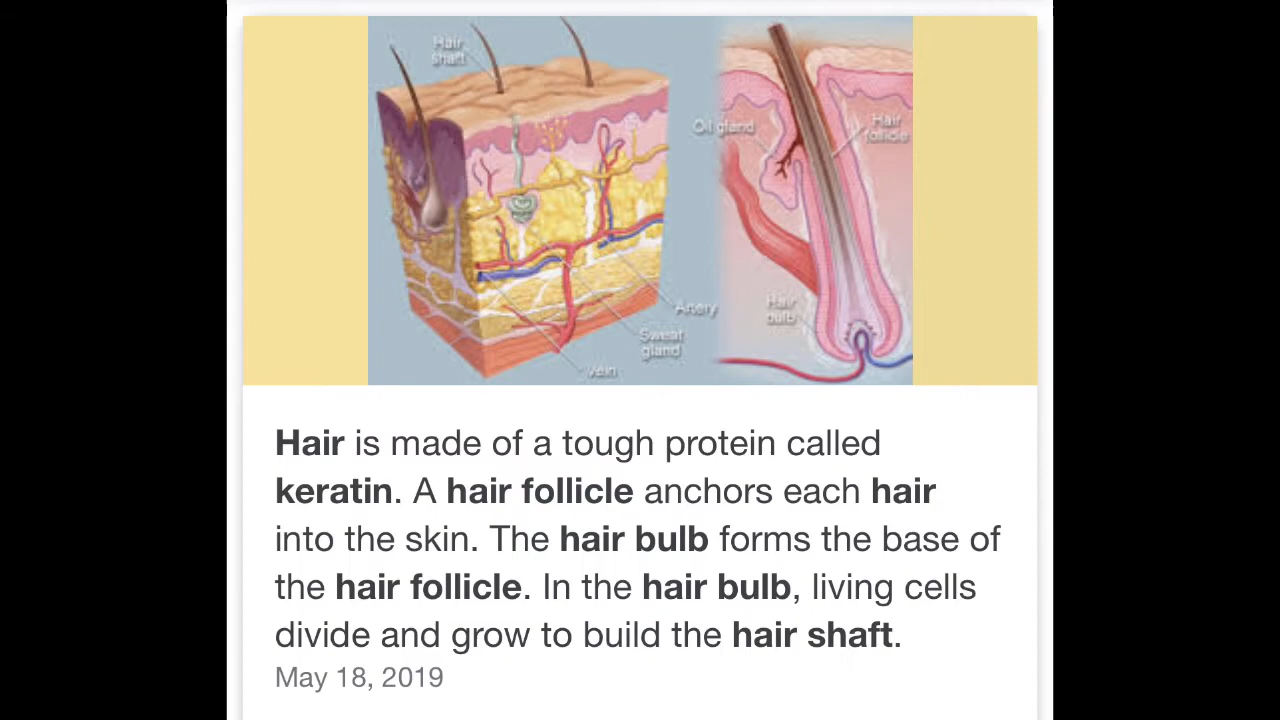 Hair
shaft
Oil gland
Hair
follicle
Hair
bulb
Artery
Sweat
gland
Vein
Hair is made of a tough protein called
keratin. A hair follicle anchors each hair
into the skin. The hair bulb forms the base of
the hair follicle. In the hair bulb, living cells
divide and grow to build the hair shaft.
May 18, 2019